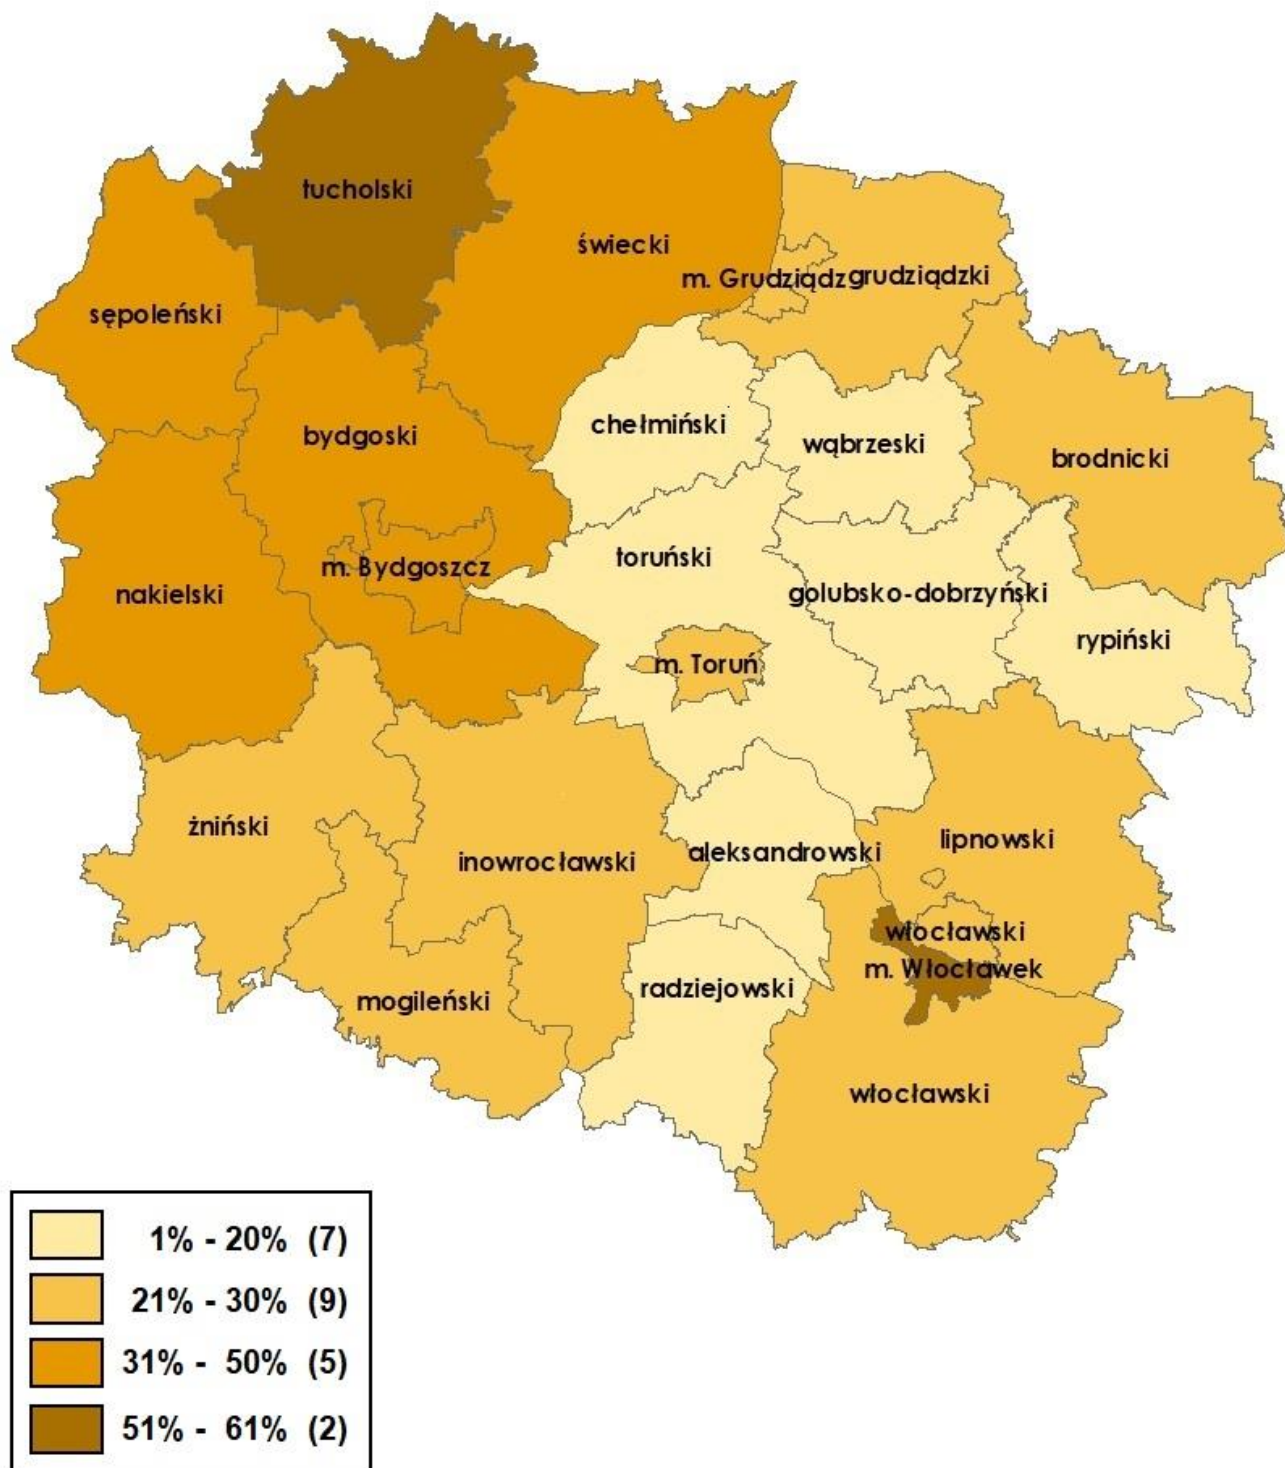 tucholski
świecki
m. Grudziądz
grudziądzki
sępoleński
chełmiński
bydgoski
wąbrzeski
brodnicki
toruński
m. Bydgoszcz
nakielski
golubsko-dobrzyński
rypiński
m. Toruń
żniński
inowrocławski
aleksandrowski
lipnowski
włocławski
m. Włocławek
radziejowski
mogileński
włocławski
1% - 20% (7)
21% - 30% (9)
31% - 50% (5)
51% - 61% (2)